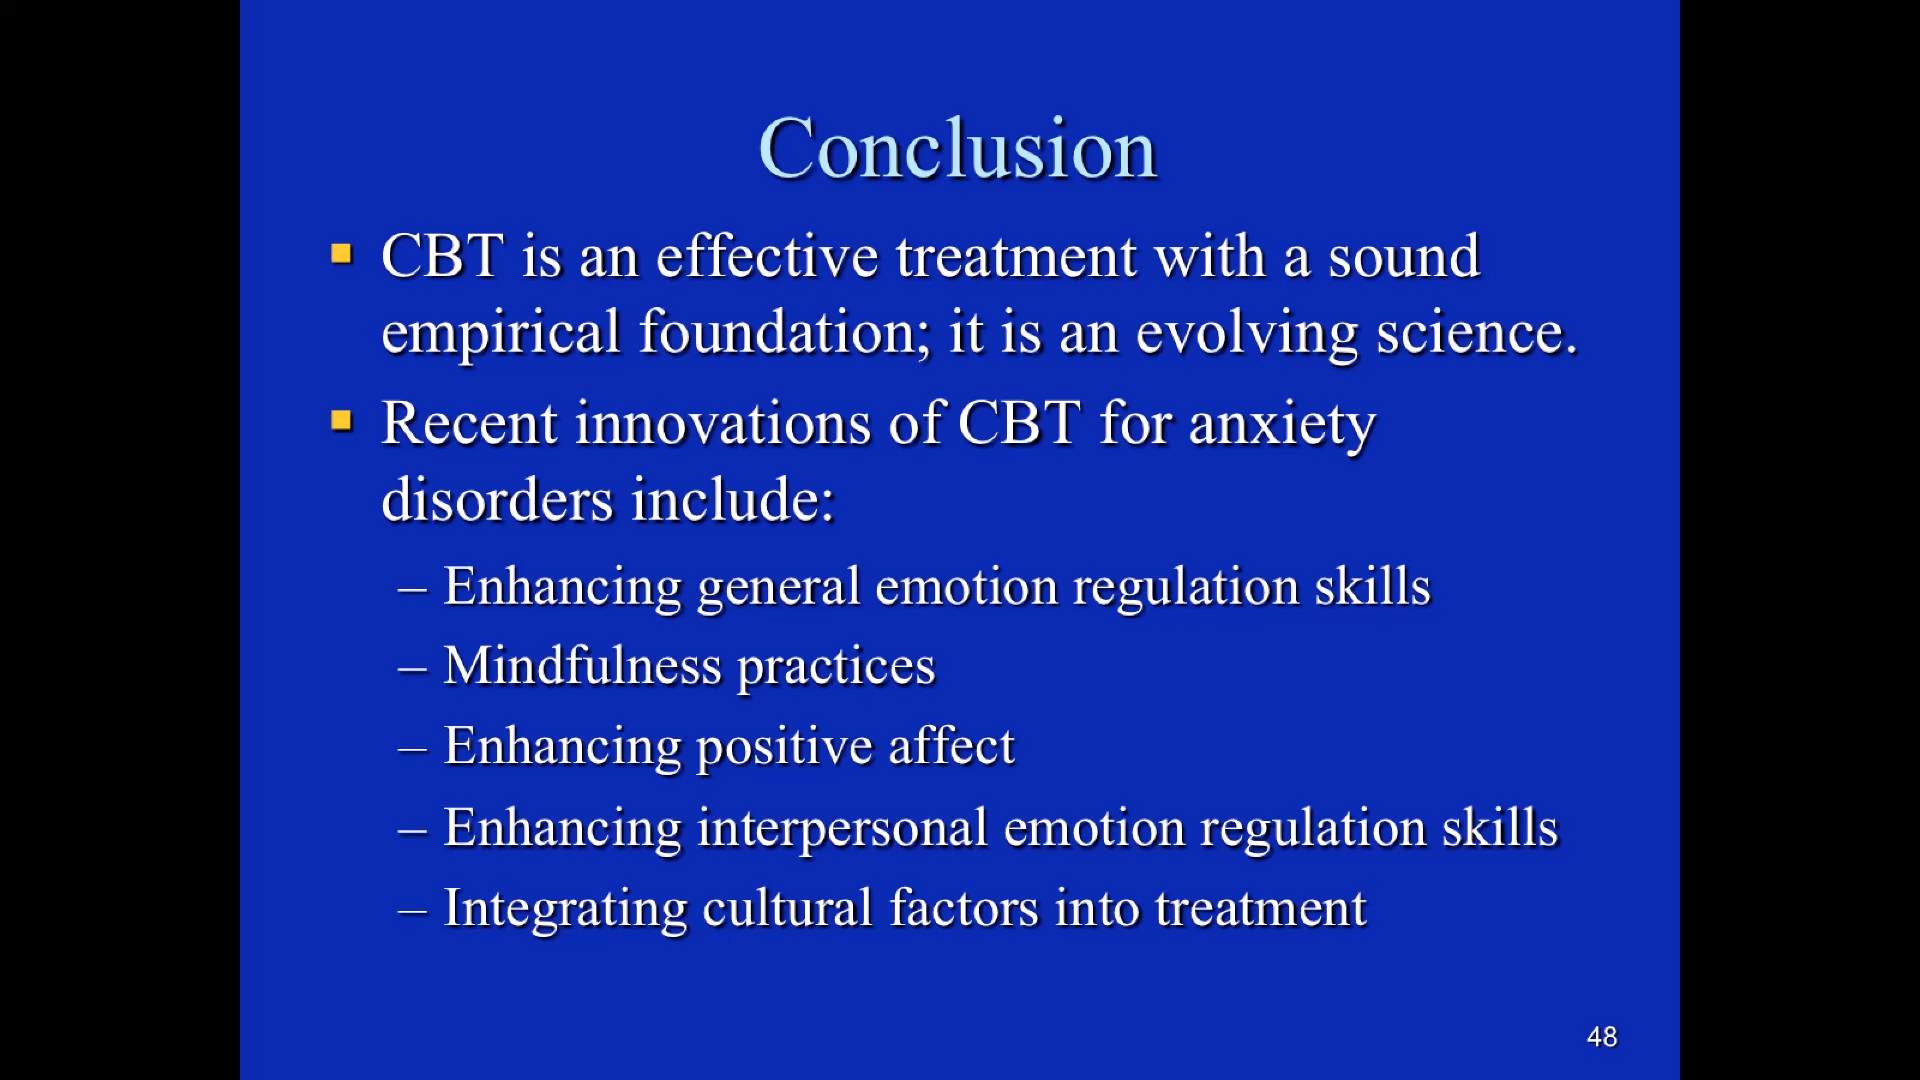 Conclusion
▪ CBT is an effective treatment with a sound
empirical foundation; it is an evolving science.
▪ Recent innovations of CBT for anxiety
disorders include:
– Enhancing general emotion regulation skills
– Mindfulness practices
– Enhancing positive affect
– Enhancing interpersonal emotion regulation skills
– Integrating cultural factors into treatment
48